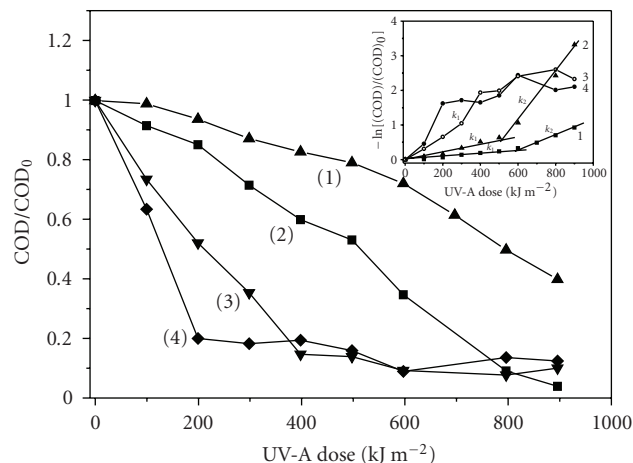 1.2
1
0.8
0.6
0.4
0.2
0
COD/COD₀
0 200 400 600 800 1000
UV-A dose (kJ m⁻²)
(1)
(2)
(3)
(4)
4
3
2
1
0
−ln[(COD)/(COD)₀]
0 200 400 600 800 1000
UV-A dose (kJ m⁻²)
k₁
k₂
k₁
k₁
k₂
2
3
4
1